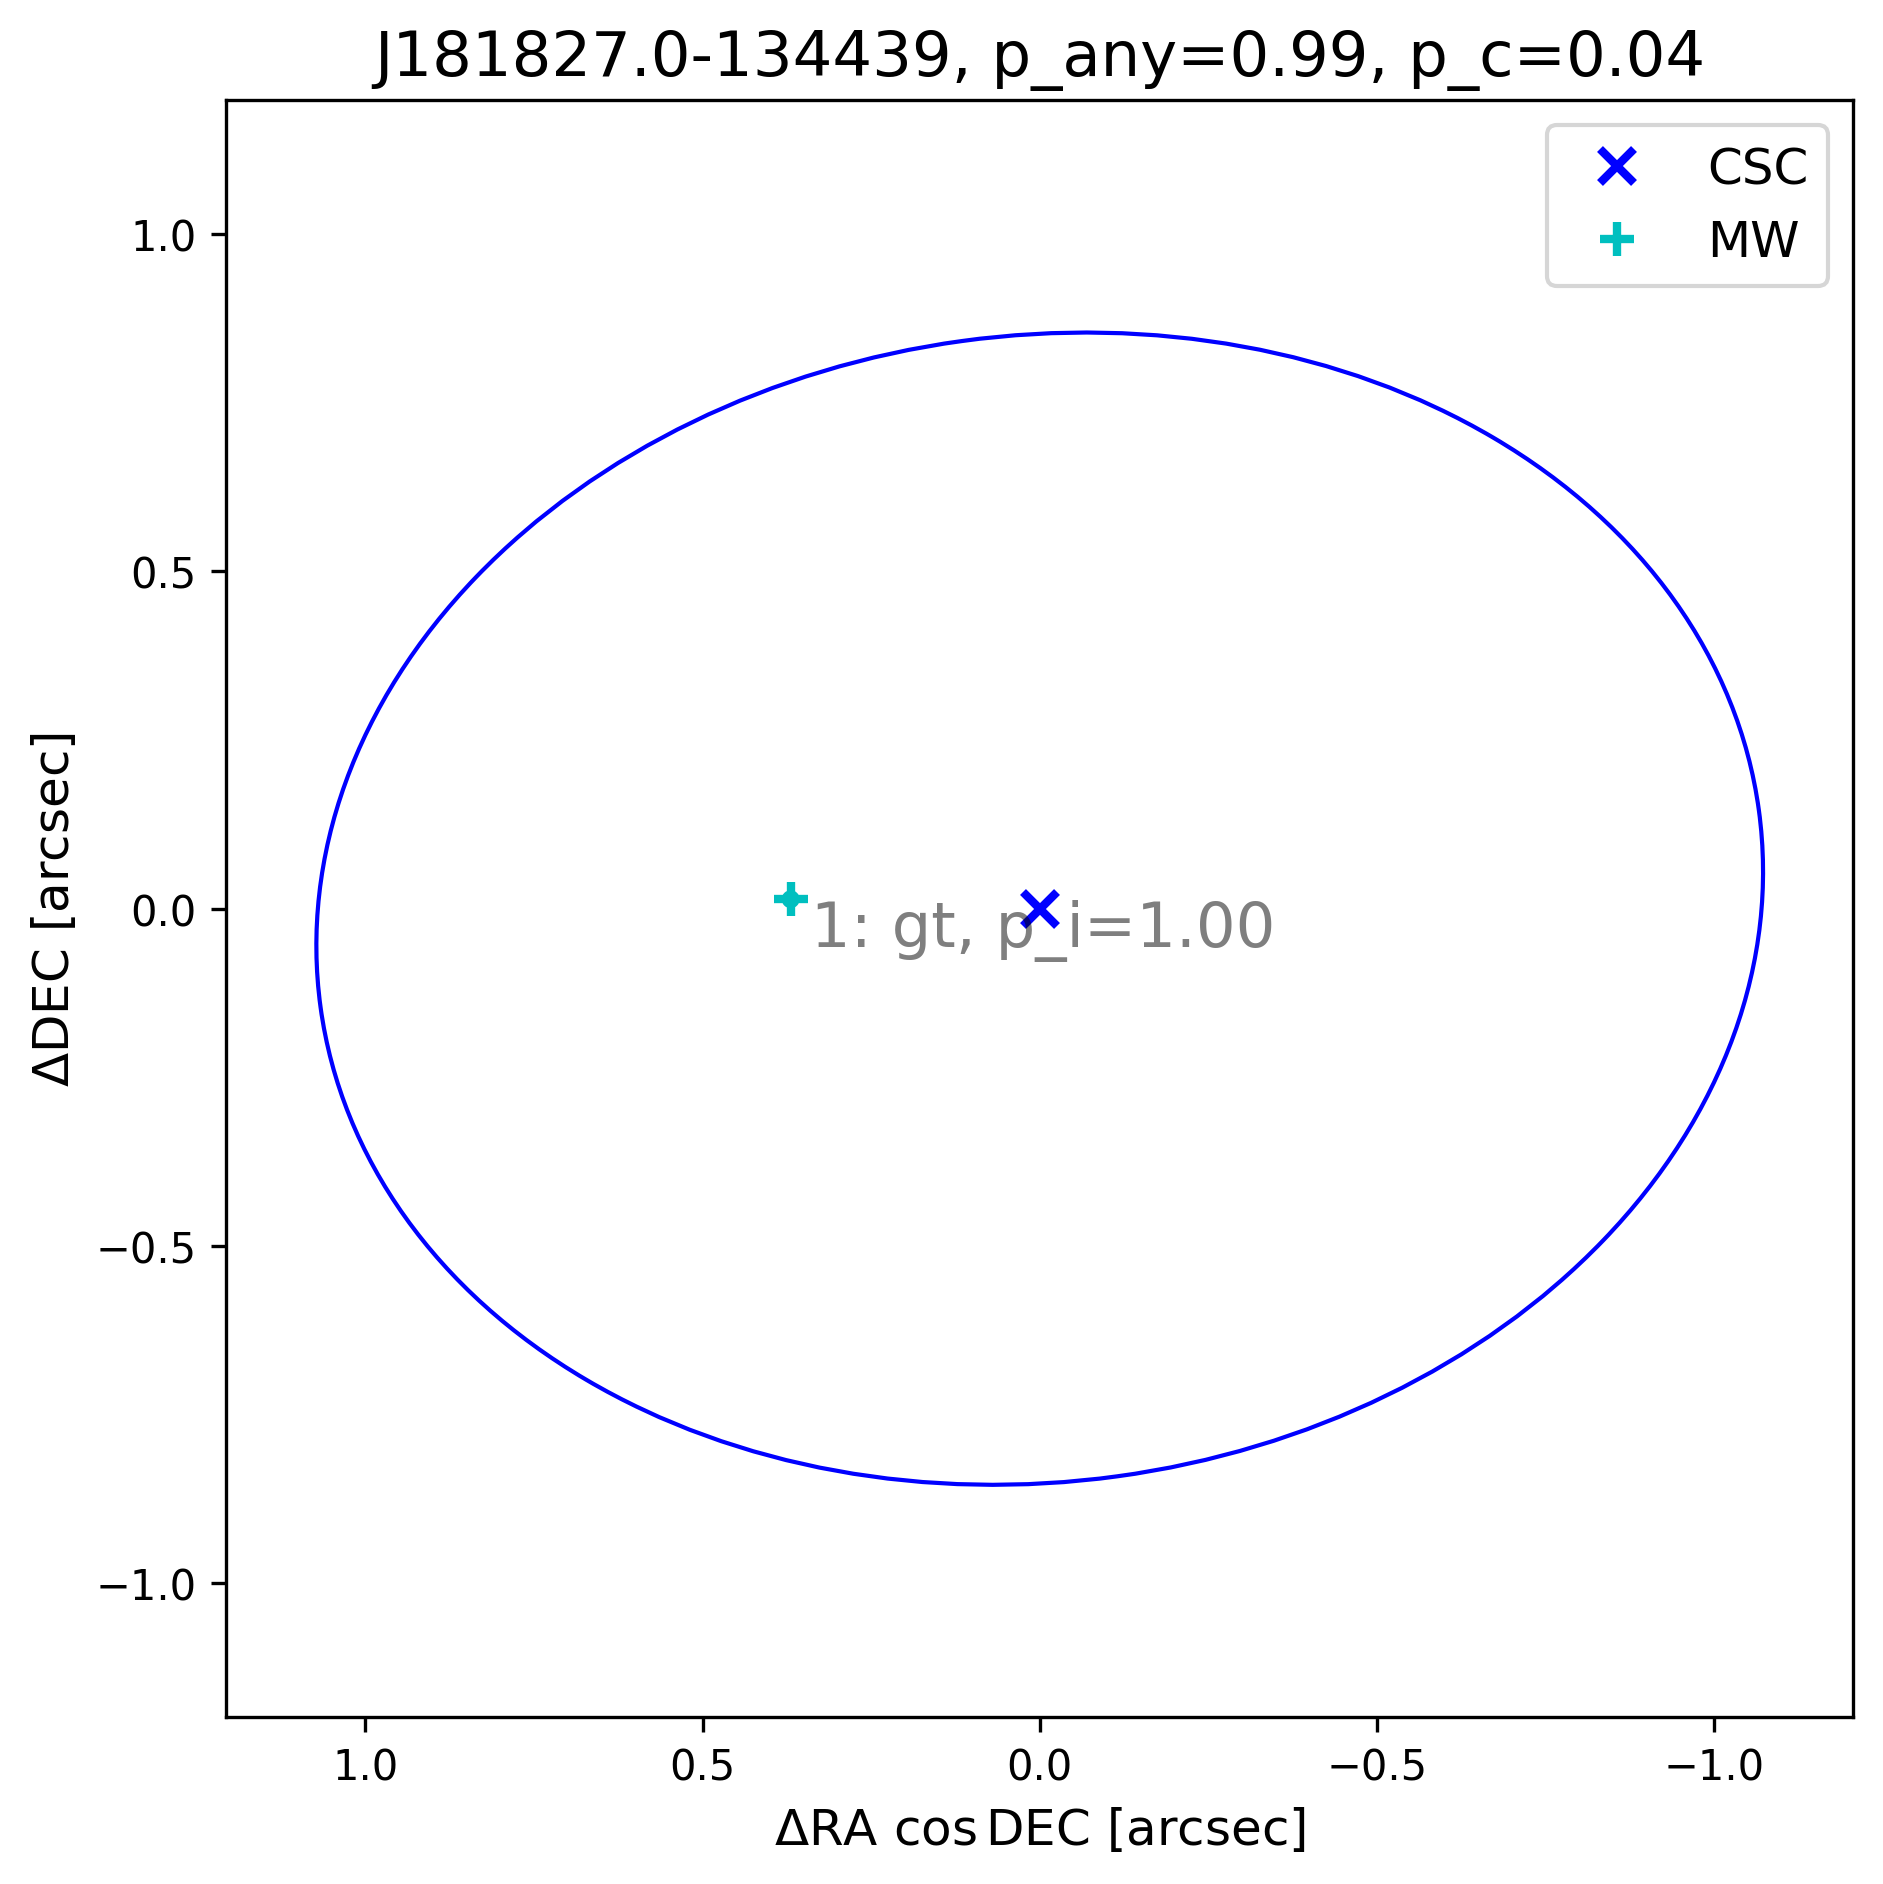 J181827.0-134439, p_any=0.99, p_c=0.04
CSC
MW
1.0
0.5
0.0
−0.5
−1.0
ΔDEC [arcsec]
1: gt, p_i=1.00
1.0
0.5
0.0
−0.5
−1.0
ΔRA cos DEC [arcsec]